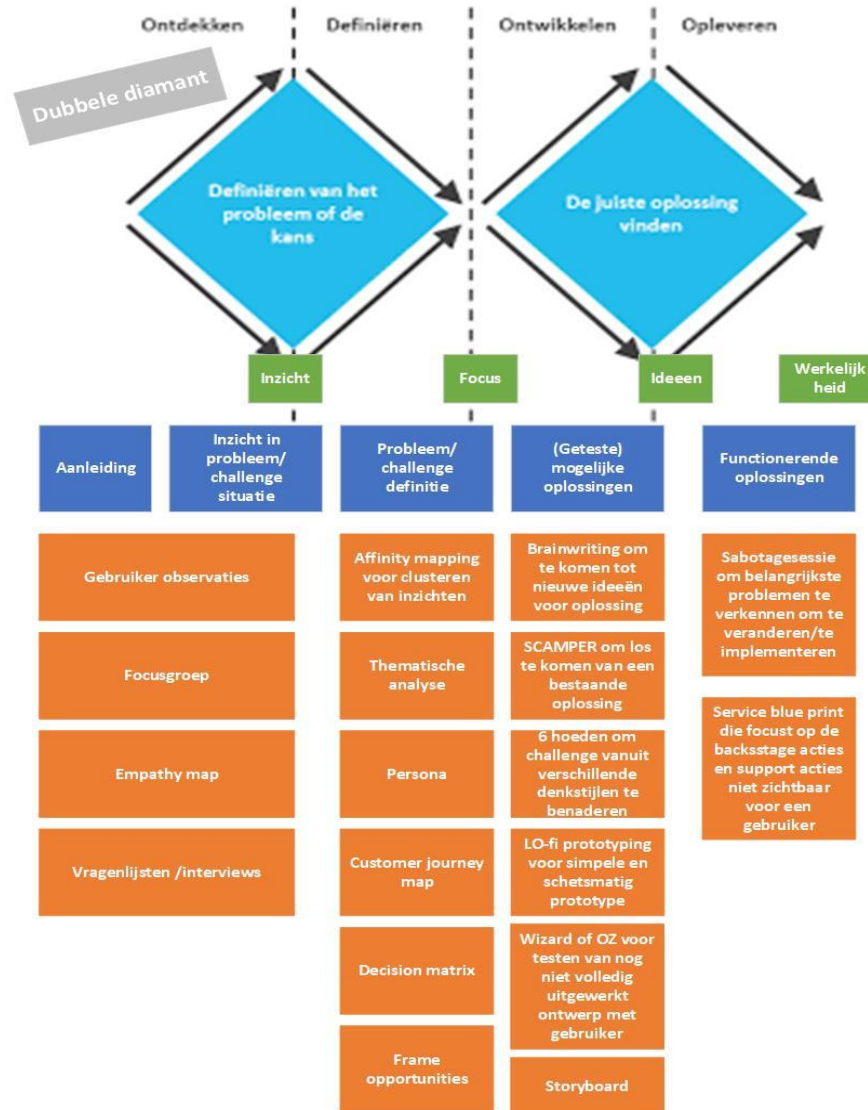 Ontdekken
Definiëren
Ontwikkelen
Opleveren
Dubbele diamant
Definiëren van het
probleem of de
kans
De juiste oplossing
vinden
Inzicht
Focus
Ideeen
Werkelijk
heid
Aanleiding
Inzicht in
probleem/
challenge
situatie
Probleem/
challenge
definitie
(Geteste)
mogelijke
oplossingen
Functionerende
oplossingen
Gebruiker observaties
Focusgroep
Empathy map
Vragenlijsten /interviews
Affinity mapping
voor clusteren
van inzichten
Thematische
analyse
Persona
Customer journey
map
Decision matrix
Frame
opportunities
Brainwriting om
te komen tot
nieuwe ideeën
voor oplossing
SCAMPER om los
te komen van een
bestaande
oplossing
6 hoeden om
challenge vanuit
verschillende
denkstijlen te
benaderen
LO-fi prototyping
voor simpele en
schetsmatig
prototype
Wizard of OZ voor
testen van nog
niet volledig
uitgewerkt
ontwerp met
gebruiker
Storyboard
Sabotagesessie
om belangrijkste
problemen te
verkennen om te
veranderen/te
implementeren
Service blue print
die focust op de
backsstage acties
en support acties
niet zichtbaar
voor een
gebruiker